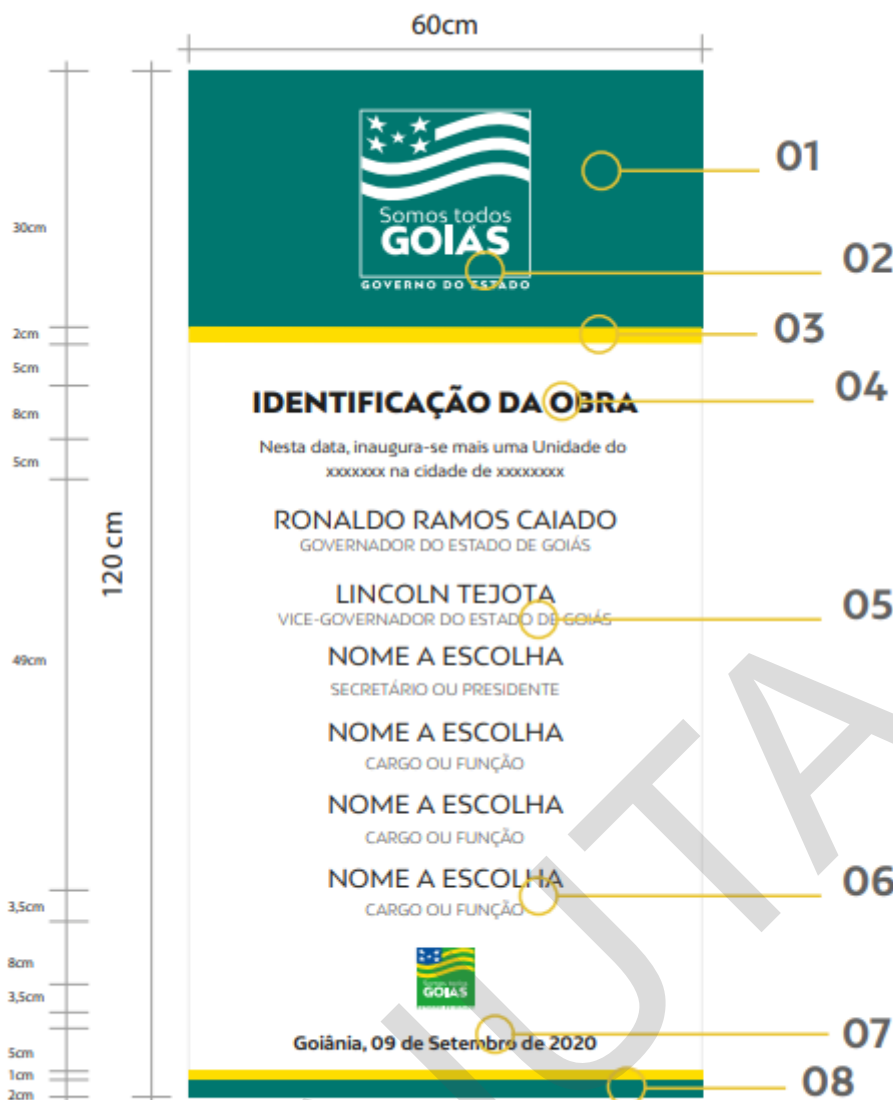 60cm
01
Somos todos
GOIÁS
30cm
GOVERNO DO ESTADO
02
2cm
03
5cm
04
IDENTIFICAÇÃO DA OBRA
8cm
Nesta data, inaugura-se mais uma Unidade do
5cm
xxxxxxx na cidade de xxxxxxxx
RONALDO RAMOS CAIADO
GOVERNADOR DO ESTADO DE GOIÁS
120 cm
LINCOLN TEJOTA
05
VICE-GOVERNADOR DO ESTADO DE GOIÁS
49cm
NOME A ESCOLHA
SECRETÁRIO OU PRESIDENTE
NOME A ESCOLHA
CARGO OU FUNÇÃO
NOME A ESCOLHA
CARGO OU FUNÇÃO
NOME A ESCOLHA
06
3,5cm
CARGO OU FUNÇÃO
8cm
Somos todos
GOIÁS
3,5cm
07
Goiânia, 09 de Setembro de 2020
5cm
1cm
08
2cm
UTA